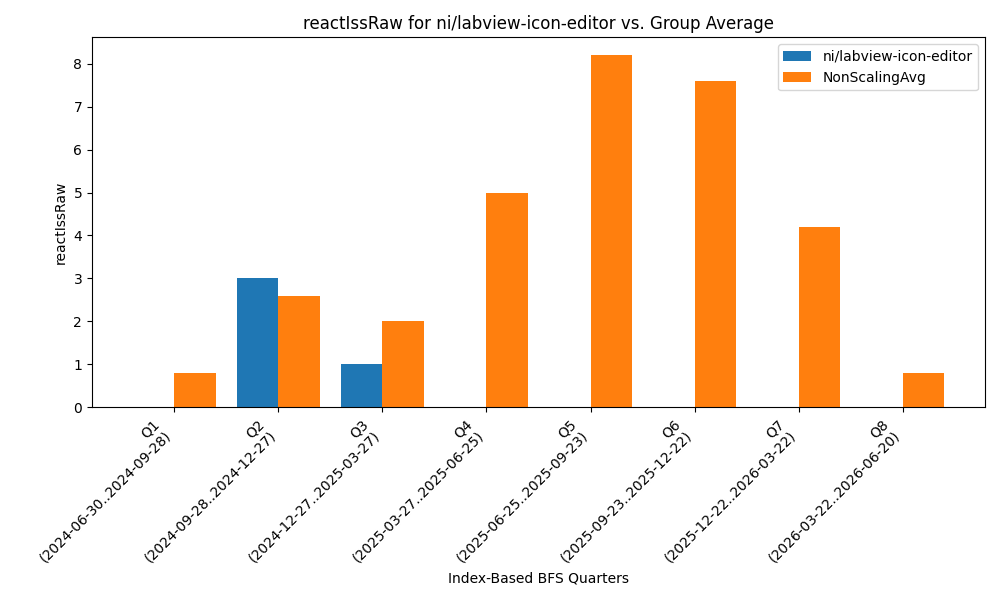 reactIssRaw for ni/labview-icon-editor vs. Group Average
ni/labview-icon-editor
NonScalingAvg
reactIssRaw
8
7
6
5
4
3
2
1
0
Q1
(2024-06-30..2024-09-28)
Q2
(2024-09-28..2024-12-27)
Q3
(2024-12-27..2025-03-27)
Q4
(2025-03-27..2025-06-25)
Q5
(2025-06-25..2025-09-23)
Q6
(2025-09-23..2025-12-22)
Q7
(2025-12-22..2026-03-22)
Q8
(2026-03-22..2026-06-20)
Index-Based BFS Quarters